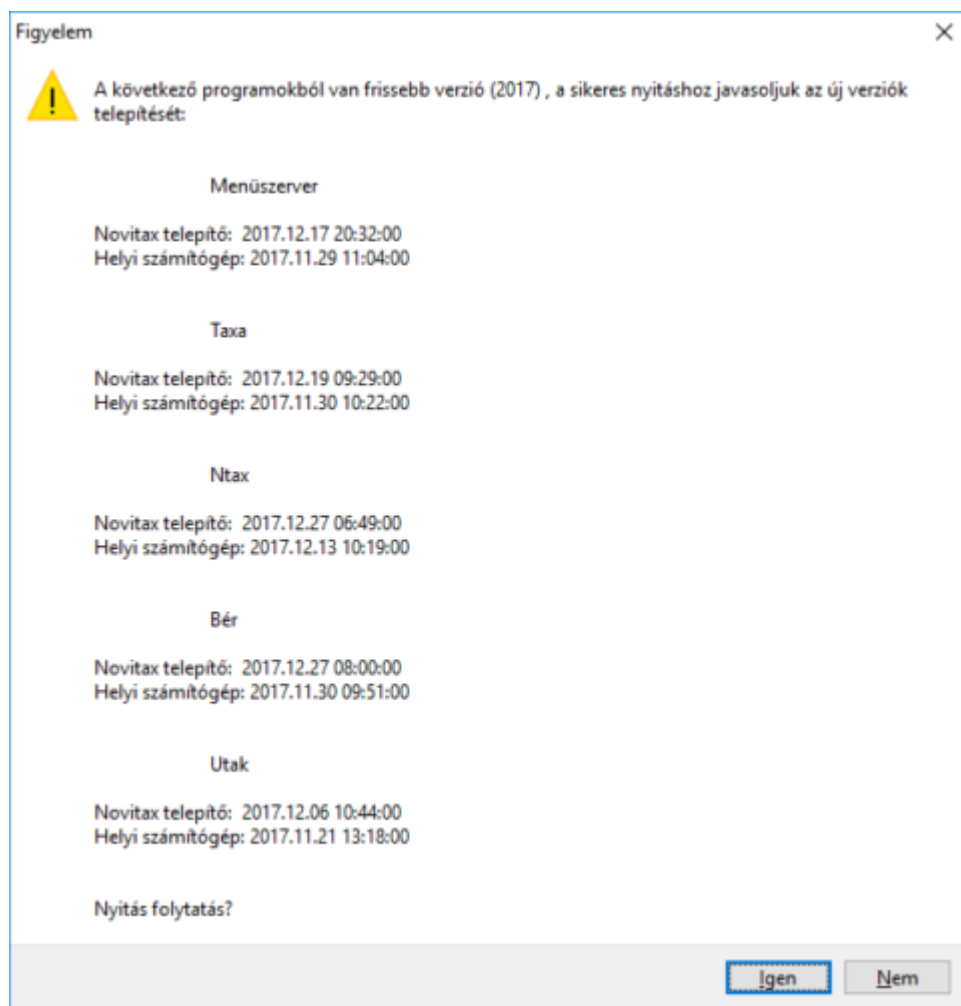 Figyelem
A következő programokból van frissebb verzió (2017) , a sikeres nyitáshoz javasoljuk az új verziók
telepítését:
Menüszerver
Novitax telepítő: 2017.12.17 20:32:00
Helyi számítógép: 2017.11.29 11:04:00
Taxa
Novitax telepítő: 2017.12.19 09:29:00
Helyi számítógép: 2017.11.30 10:22:00
Ntax
Novitax telepítő: 2017.12.27 06:49:00
Helyi számítógép: 2017.12.13 10:19:00
Bér
Novitax telepítő: 2017.12.27 08:00:00
Helyi számítógép: 2017.11.30 09:51:00
Utak
Novitax telepítő: 2017.12.06 10:44:00
Helyi számítógép: 2017.11.21 13:18:00
Nyitás folytatás?
Igen Nem